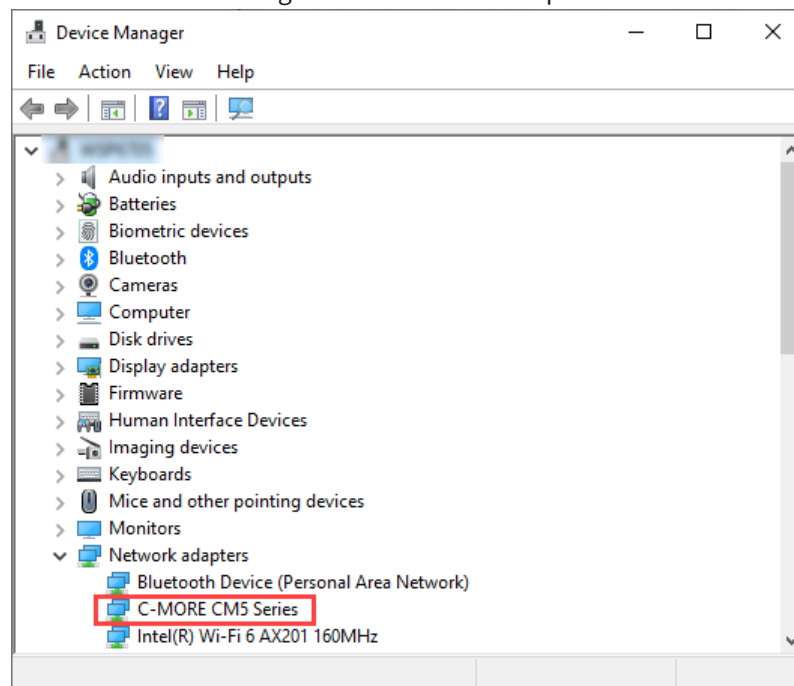 Device Manager
File Action View Help
Audio inputs and outputs
Batteries
Biometric devices
Bluetooth
Cameras
Computer
Disk drives
Display adapters
Firmware
Human Interface Devices
Imaging devices
Keyboards
Mice and other pointing devices
Monitors
Network adapters
Bluetooth Device (Personal Area Network)
C-MORE CM5 Series
Intel(R) Wi-Fi 6 AX201 160MHz